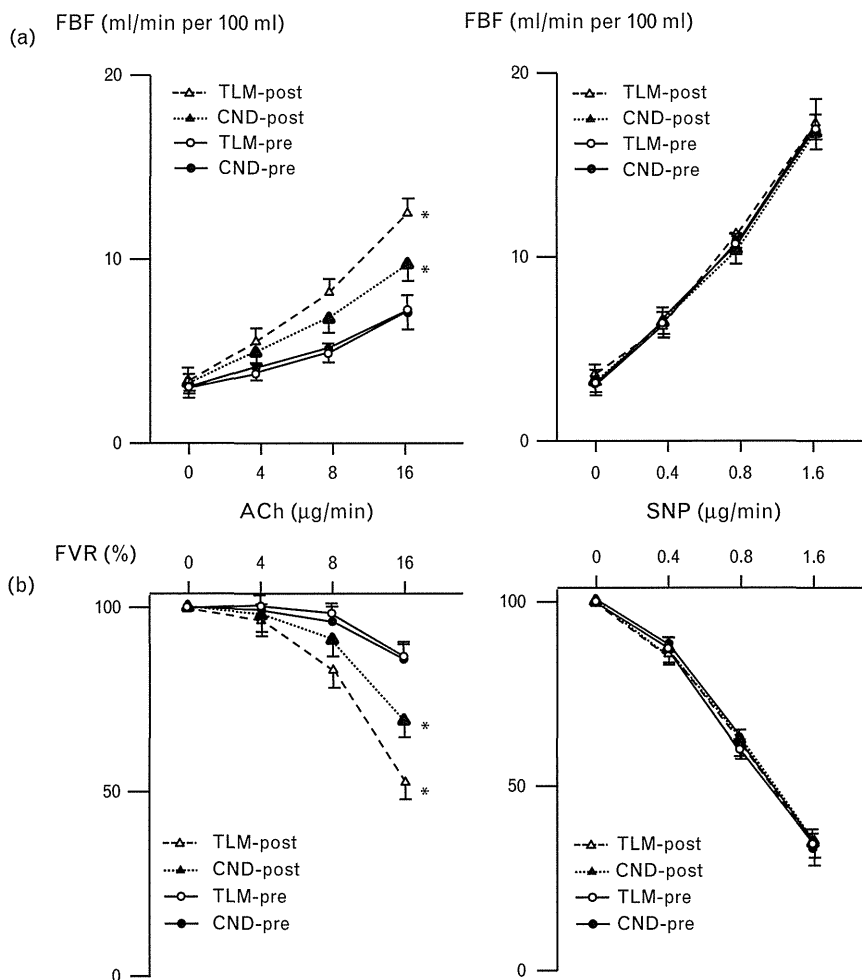 (a)
FBF (ml/min per 100 ml)
20
10
0
TLM-post
CND-post
TLM-pre
CND-pre
*
*
0 4 8 16
ACh (μg/min)
FBF (ml/min per 100 ml)
20
10
0
TLM-post
CND-post
TLM-pre
CND-pre
0 0.4 0.8 1.6
SNP (μg/min)
(b)
FVR (%)
0 4 8 16
100
50
0
*
*
TLM-post
CND-post
TLM-pre
CND-pre
0 0.4 0.8 1.6
100
50
0
TLM-post
CND-post
TLM-pre
CND-pre